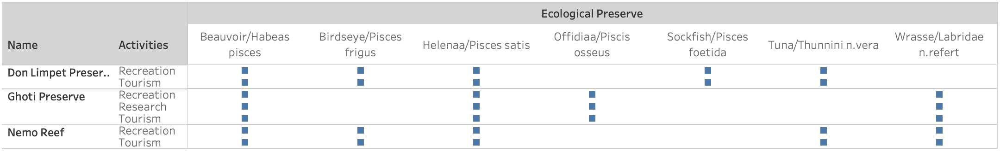 Ecological Preserve
Name Activities Beauvoir/Habeas pisces Birdseye/Pisces frigus Helenaa/Pisces satis Offidiaa/Piscis osseus Sockfish/Pisces foetida Tuna/Thunnini n.vera Wrasse/Labridae n.refert
Don Limpet Preser.. Recreation
Tourism
Ghoti Preserve Recreation
Research
Tourism
Nemo Reef Recreation
Tourism